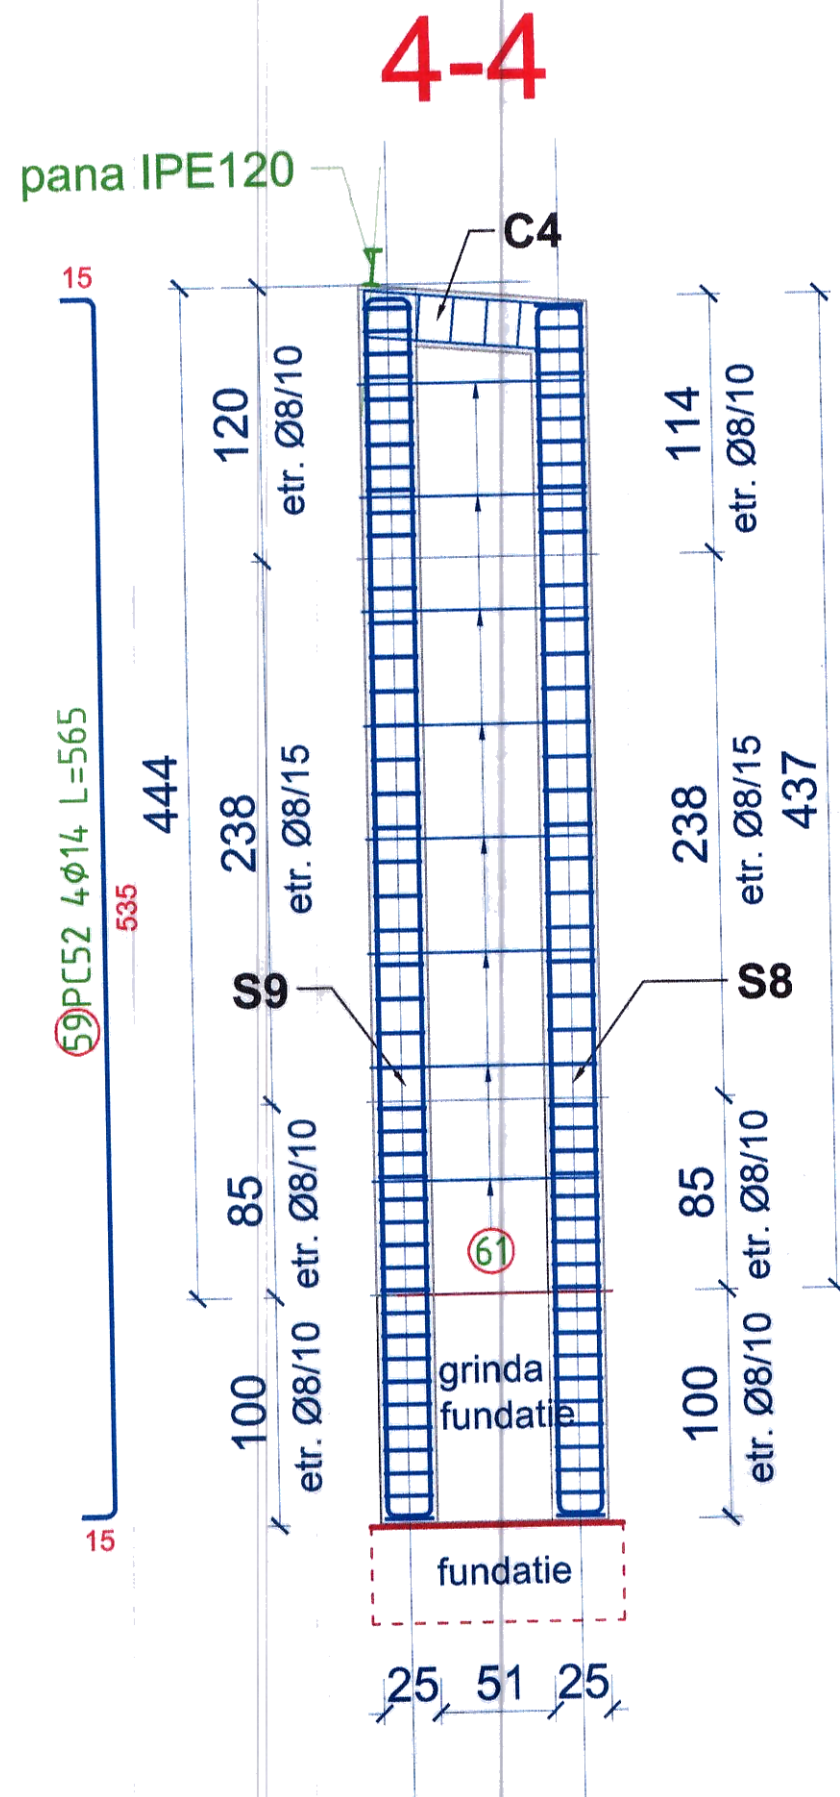 4-4
pana IPE120
C4
15
120
etr. Ø8/10
114
etr. Ø8/10
59 PC52 4ϕ14 L=565
535
444
238
etr. Ø8/15
238
etr. Ø8/15
437
S9
S8
85
etr. Ø8/10
85
etr. Ø8/10
61
100
etr. Ø8/10
grinda
fundatie
100
etr. Ø8/10
15
fundatie
25
51
25